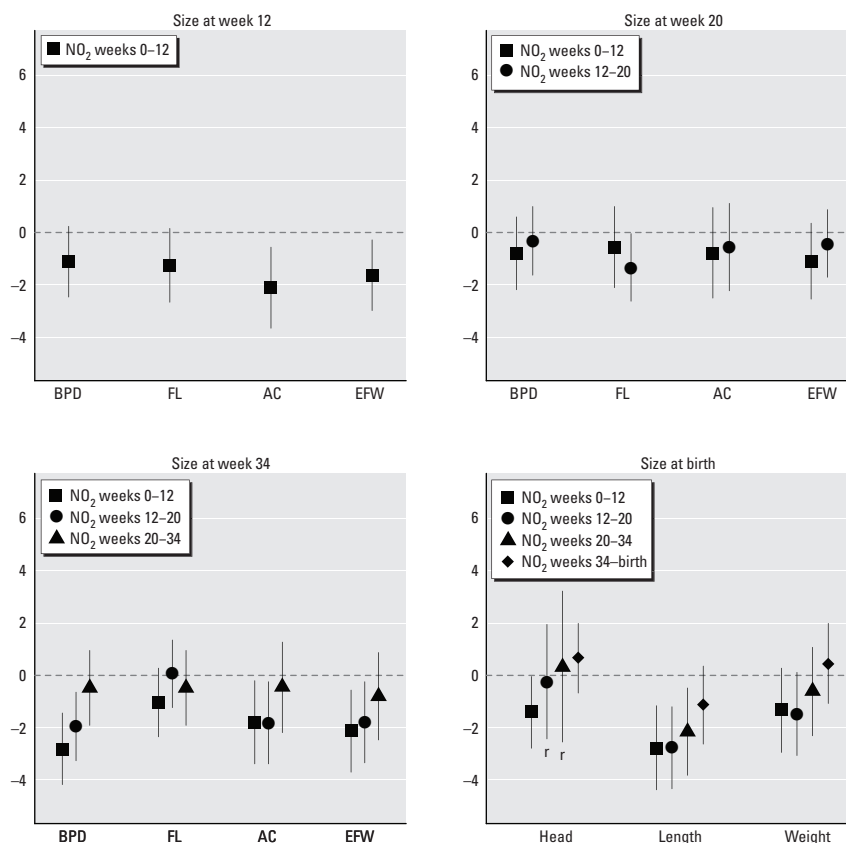 Size at week 12
NO2 weeks 0–12
6
4
2
0
–2
–4
BPD FL AC EFW
Size at week 20
NO2 weeks 0–12
NO2 weeks 12–20
6
4
2
0
–2
–4
BPD FL AC EFW
Size at week 34
NO2 weeks 0–12
NO2 weeks 12–20
NO2 weeks 20–34
6
4
2
0
–2
–4
BPD FL AC EFW
Size at birth
NO2 weeks 0–12
NO2 weeks 12–20
NO2 weeks 20–34
NO2 weeks 34–birth
6
4
2
0
–2
–4
r r
Head Length Weight